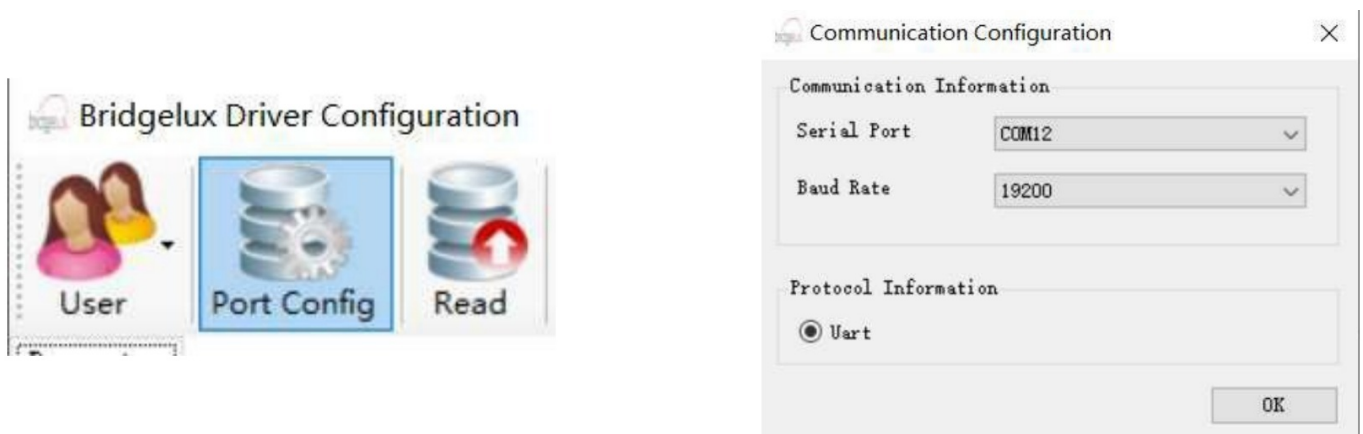 Bridgelux Driver Configuration
User
Port Config
Read
Communication Configuration
Communication Information
Serial Port
COM12
Baud Rate
19200
Protocol Information
Uart
OK